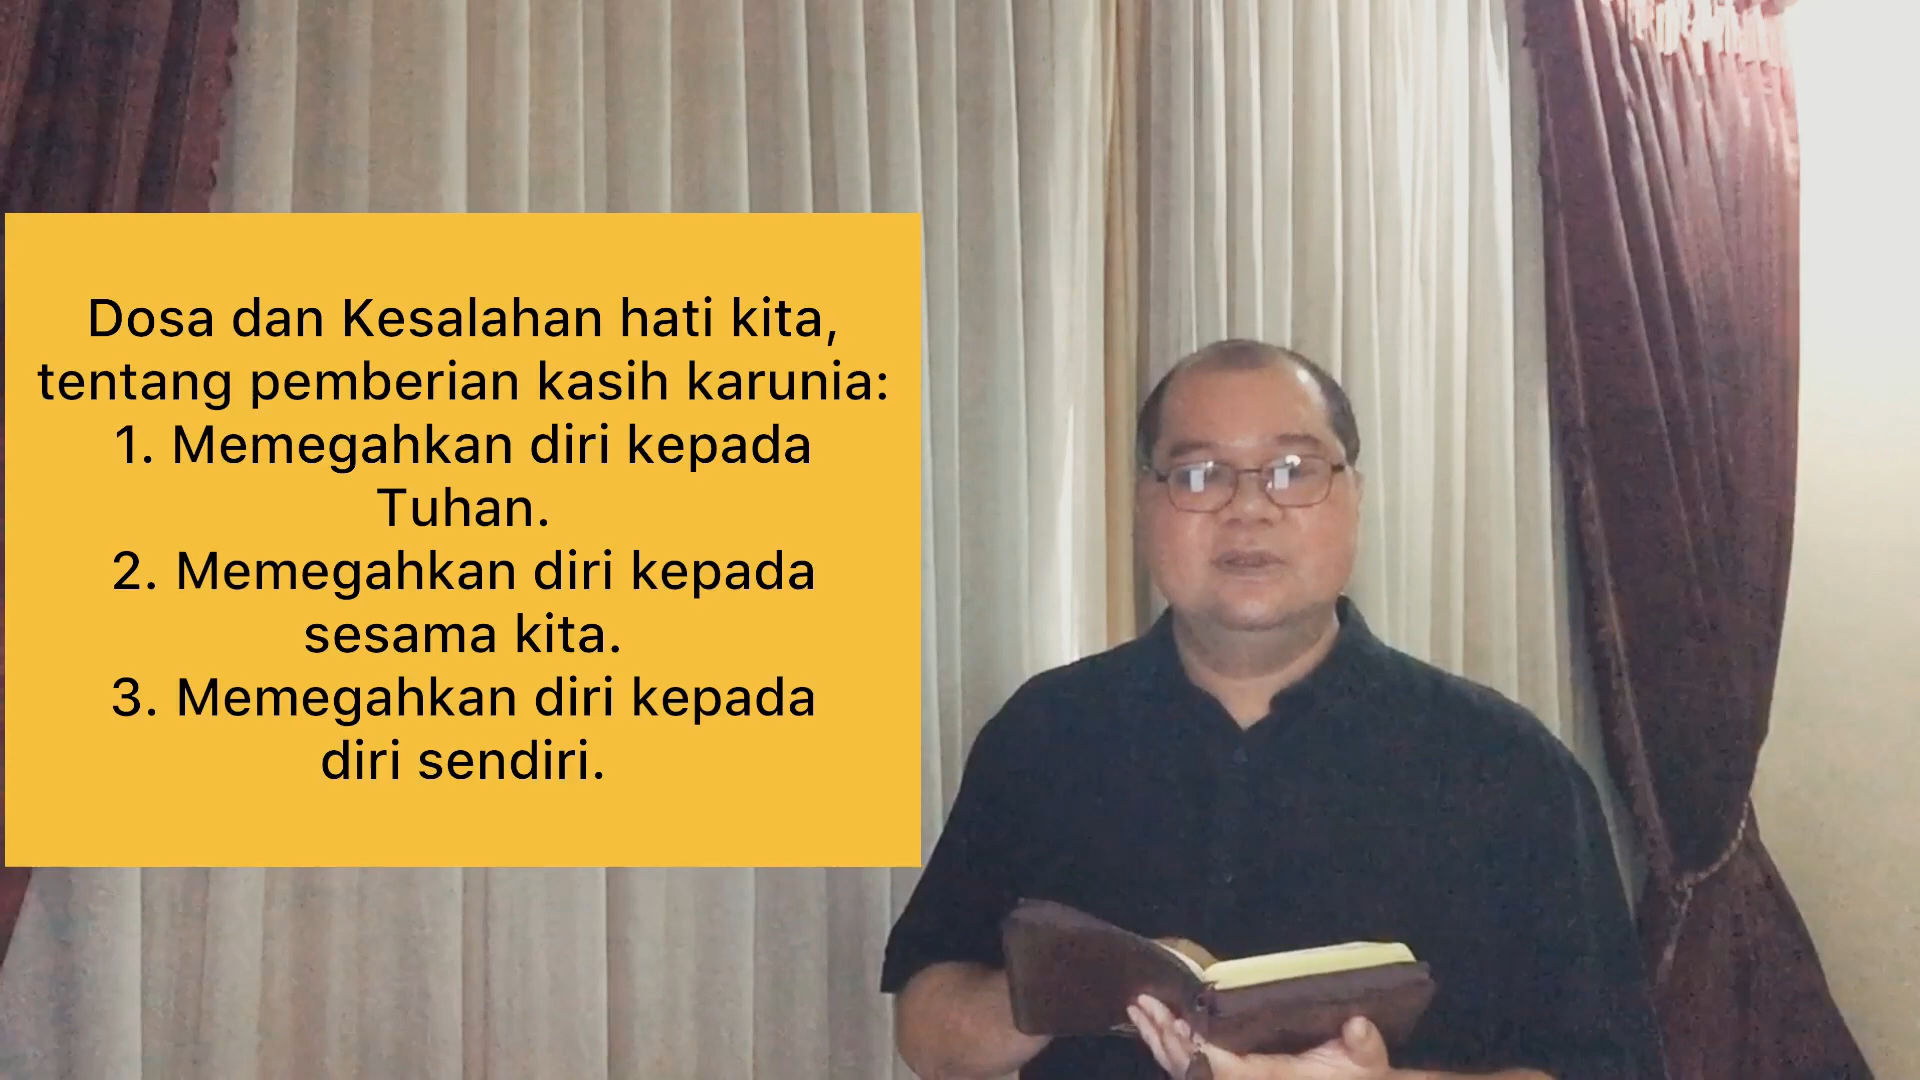 Dosa dan Kesalahan hati kita,
tentang pemberian kasih karunia:
1. Memegahkan diri kepada
Tuhan.
2. Memegahkan diri kepada
sesama kita.
3. Memegahkan diri kepada
diri sendiri.